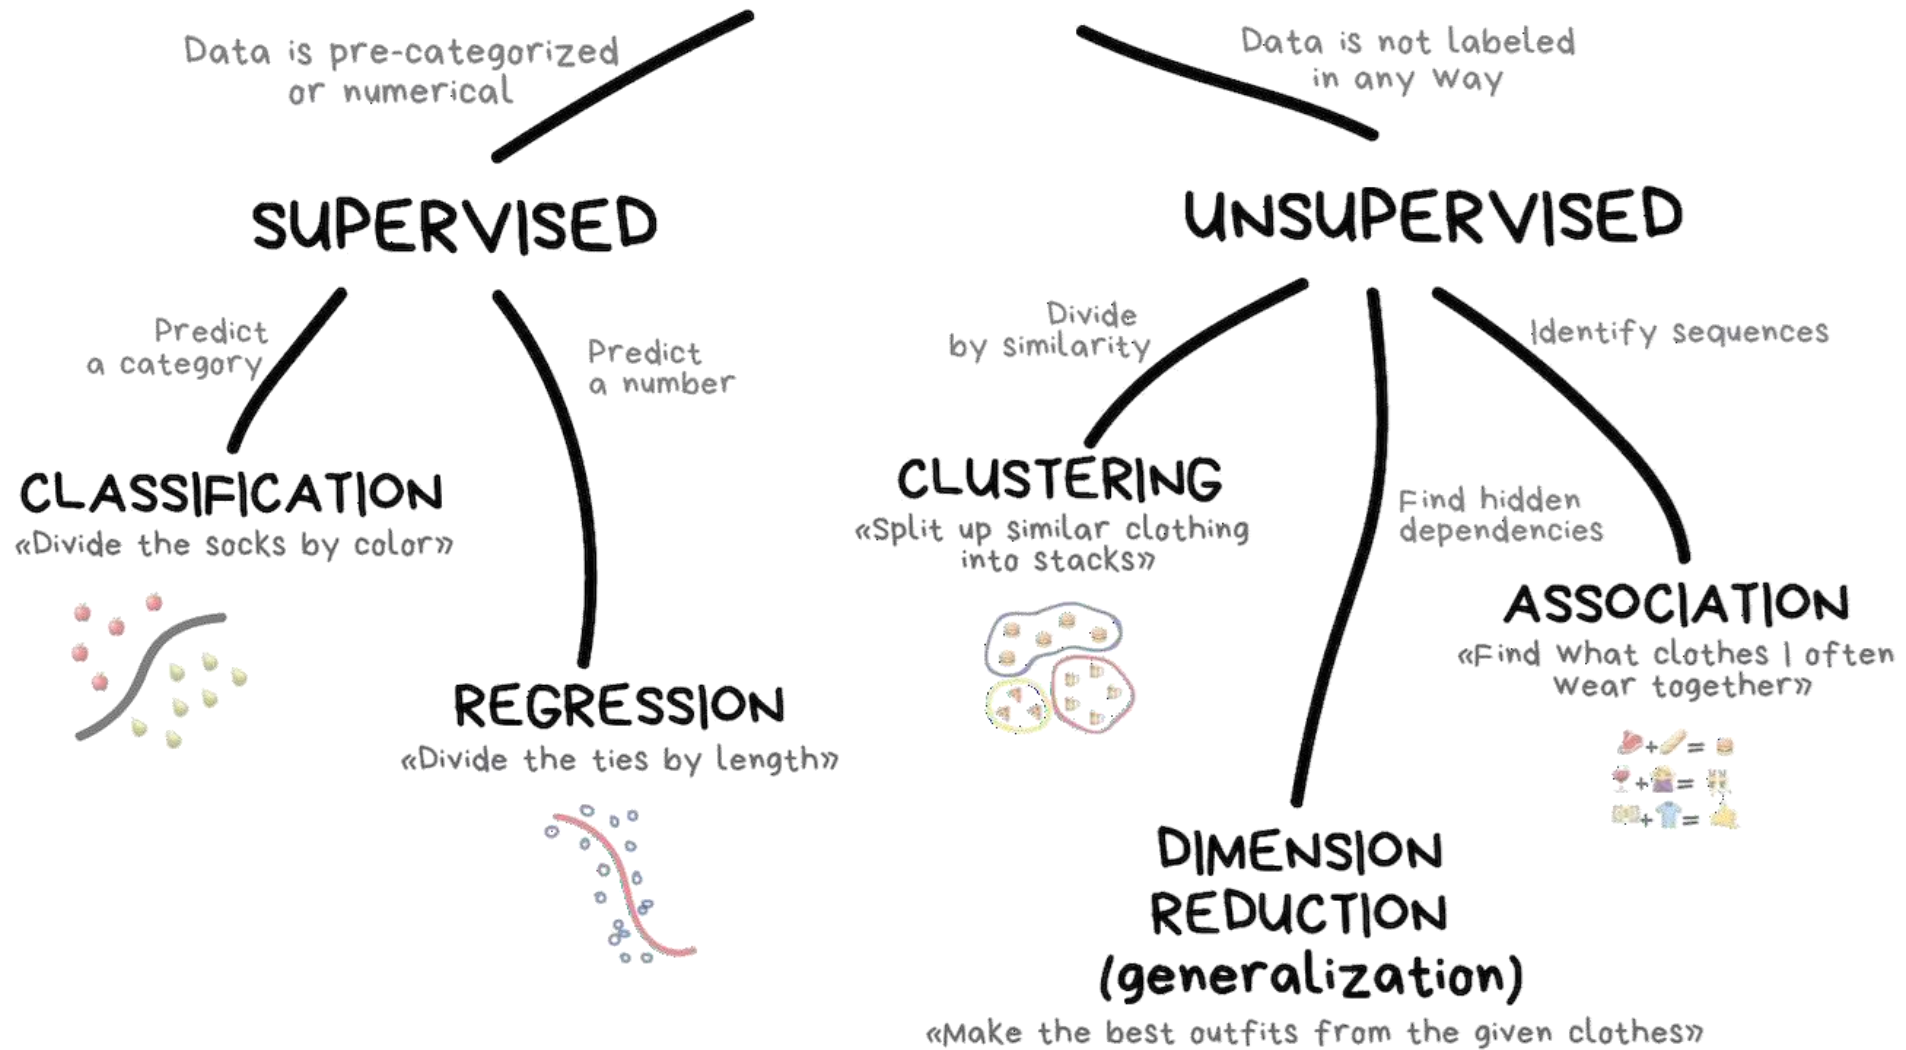 Data is pre-categorized
or numerical
Data is not labeled
in any way
SUPERVISED
UNSUPERVISED
Predict
a category
Predict
a number
Divide
by similarity
Identify sequences
CLASSIFICATION
«Divide the socks by color»
CLUSTERING
«Split up similar clothing
into stacks»
Find hidden
dependencies
ASSOCIATION
«Find what clothes I often
wear together»
REGRESSION
«Divide the ties by length»
+ =
+ =
+ =
DIMENSION
REDUCTION
(generalization)
«Make the best outfits from the given clothes»